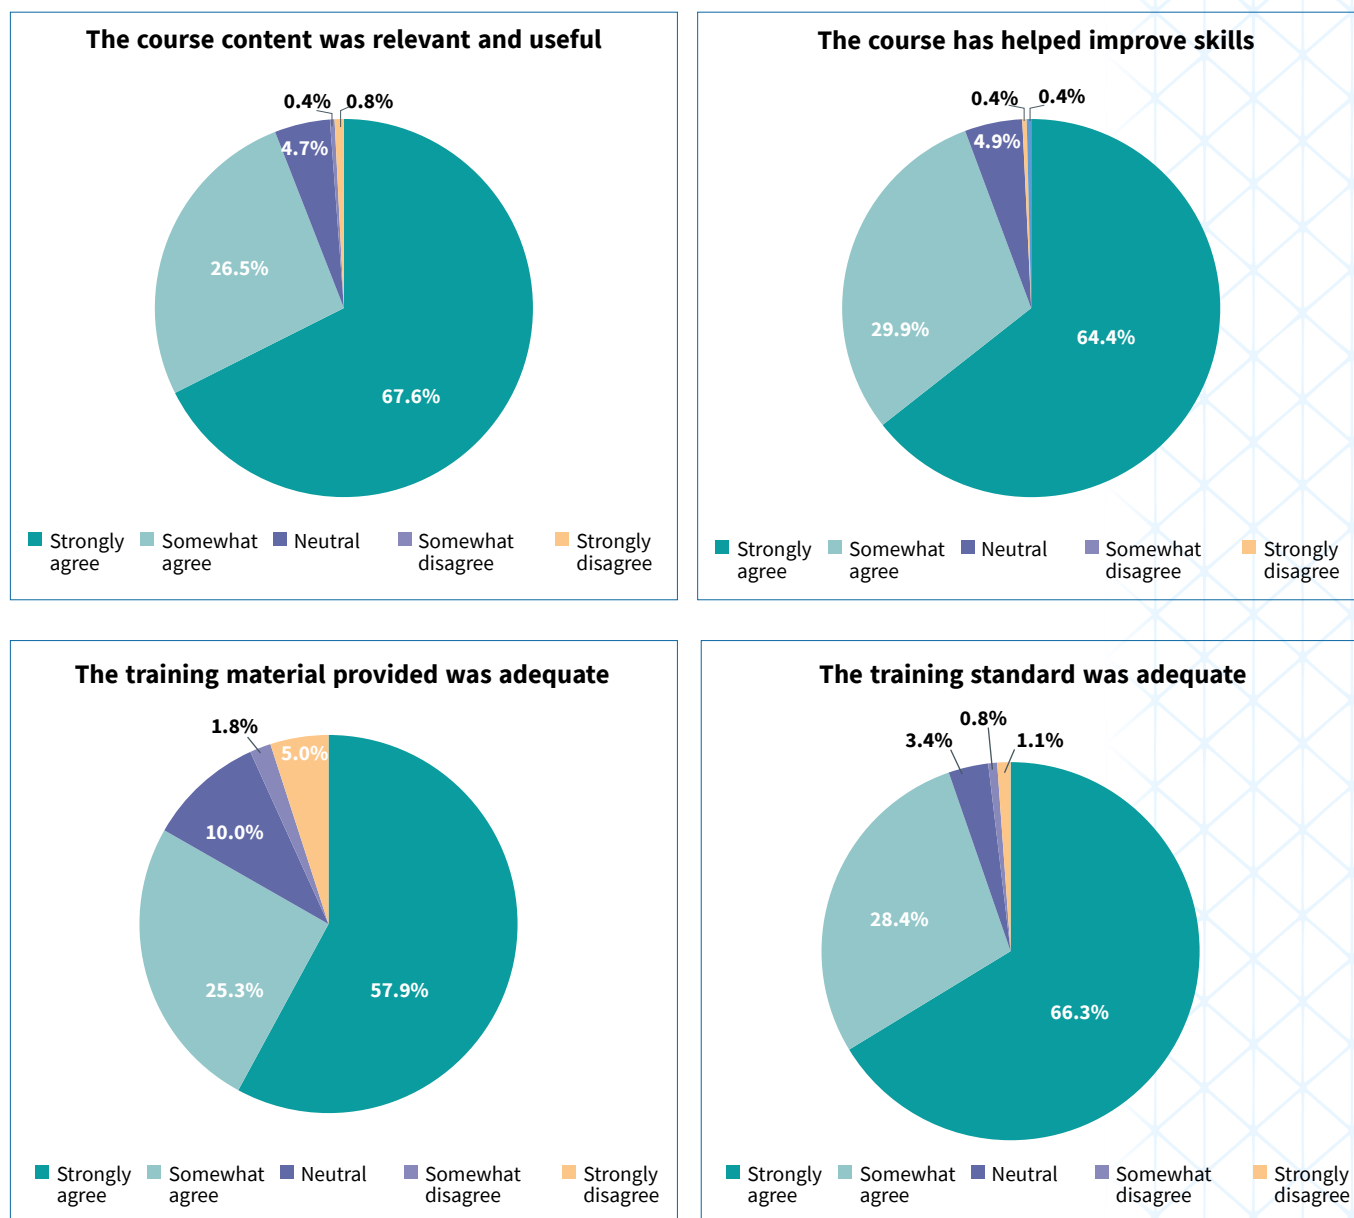 The course content was relevant and useful
0.4% 0.8%
4.7%
26.5%
67.6%
Strongly agree
Somewhat agree
Neutral
Somewhat disagree
Strongly disagree
The course has helped improve skills
0.4% 0.4%
4.9%
29.9%
64.4%
Strongly agree
Somewhat agree
Neutral
Somewhat disagree
Strongly disagree
The training material provided was adequate
1.8%
5.0%
10.0%
25.3%
57.9%
Strongly agree
Somewhat agree
Neutral
Somewhat disagree
Strongly disagree
The training standard was adequate
0.8%
3.4%
1.1%
28.4%
66.3%
Strongly agree
Somewhat agree
Neutral
Somewhat disagree
Strongly disagree